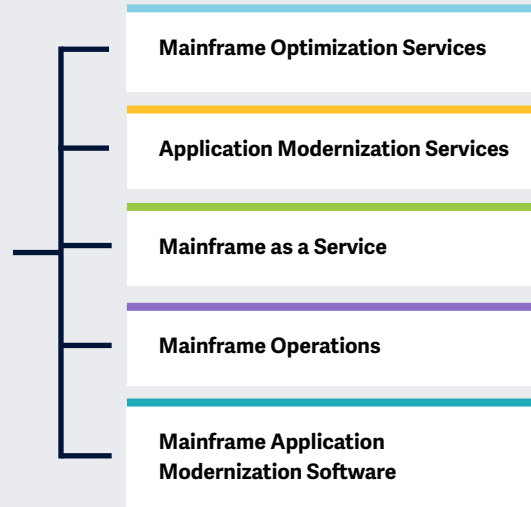 Mainframe Optimization Services
Application Modernization Services
Mainframe as a Service
Mainframe Operations
Mainframe Application
Modernization Software